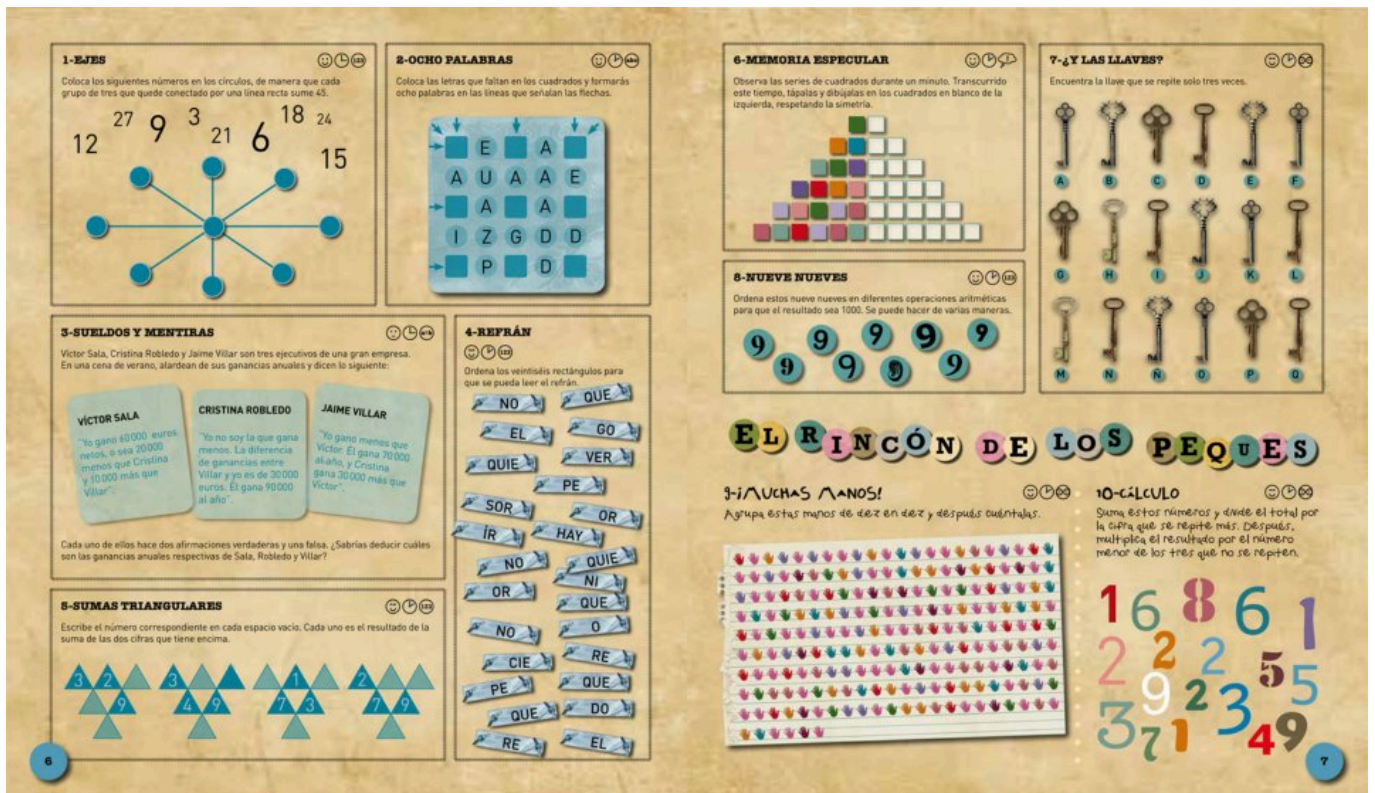 1-EJES
Coloca los siguientes números en los círculos, de manera que cada
grupo de tres que quede conectado por una línea recta sume 45.
12 27 9 3 21 6 18 24 15
2-OCHO PALABRAS
Coloca las letras que faltan en los cuadrados y formarás
ocho palabras en las líneas que señalan las flechas.
E A
A U A A E
A A
I Z G D D
P D
3-SUELDOS Y MENTIRAS
Víctor Sala, Cristina Robledo y Jaime Villar son tres ejecutivos de una gran empresa.
En una cena de verano, alardean de sus ganancias anuales y dicen lo siguiente:
VÍCTOR SALA
"Yo gano 60000 euros
netos, o sea 20000
menos que Cristina
y 10000 más que
Villar".
CRISTINA ROBLEDO
"Yo no soy la que gana
menos. La diferencia
de ganancias entre
Villar y yo es de 30000
euros. Él gana 90000
al año".
JAIME VILLAR
"Yo gano menos que
Víctor. Él gana 70000
al año, y Cristina
gana 30000 más que
Víctor".
Cada uno de ellos hace dos afirmaciones verdaderas y una falsa. ¿Sabrías deducir cuáles
son las ganancias anuales respectivas de Sala, Robledo y Villar?
4-REFRÁN
Ordena los veintiséis rectángulos para
que se pueda leer el refrán.
NO
QUE
EL
GO
QUIE
VER
PE
SOR
OR
ÍR
HAY
NO
QUIE
NI
OR
QUE
NO
O
CIE
RE
PE
QUE
QUE
DO
RE
EL
5-SUMAS TRIANGULARES
Escribe el número correspondiente en cada espacio vacío. Cada uno es el resultado de la
suma de las dos cifras que tiene encima.
3 2 3 1 2
9 4 9 7 3 7 9
6
6-MEMORIA ESPECULAR
Observa las series de cuadrados durante un minuto. Transcurrido
este tiempo, tápalas y dibújalas en los cuadrados en blanco de la
izquierda, respetando la simetría.
7-¿Y LAS LLAVES?
Encuentra la llave que se repite solo tres veces.
A B C D E F
G H I J K L
M N Ñ O P Q
8-NUEVE NUEVES
Ordena estos nueve nueves en diferentes operaciones aritméticas
para que el resultado sea 1000. Se puede hacer de varias maneras.
9 9 9 9 9 9 9 9 9
EL RINCÓN DE LOS PEQUES
9-¡MUCHAS MANOS!
Agrupa estas manos de diez en diez y después cuéntalas.
10-CÁLCULO
Suma estos números y divide el total por
la cifra que se repite más. Después,
multiplica el resultado por el número
menor de los tres que no se repiten.
1 6 8 6 1
2 2 2 5 5
3 9 2 3
7 1 4 9
7